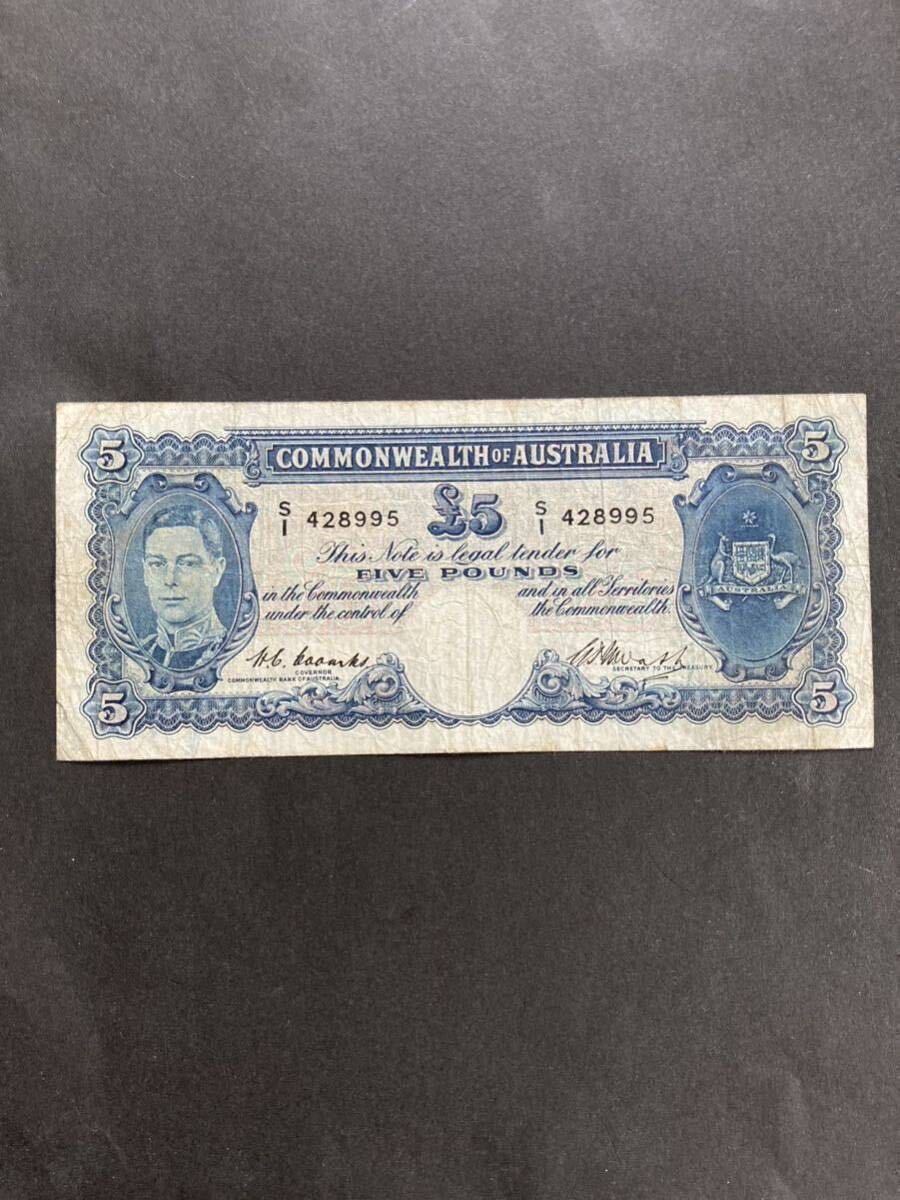 5 5
COMMONWEALTH OF AUSTRALIA
S/1 428995 £5 S/1 428995
This Note is legal tender for
FIVE POUNDS
in the Commonwealth and in all Territories
under the control of the Commonwealth.
AUSTRALIA
GOVERNOR
COMMONWEALTH BANK OF AUSTRALIA
SECRETARY TO THE TREASURY
5 5